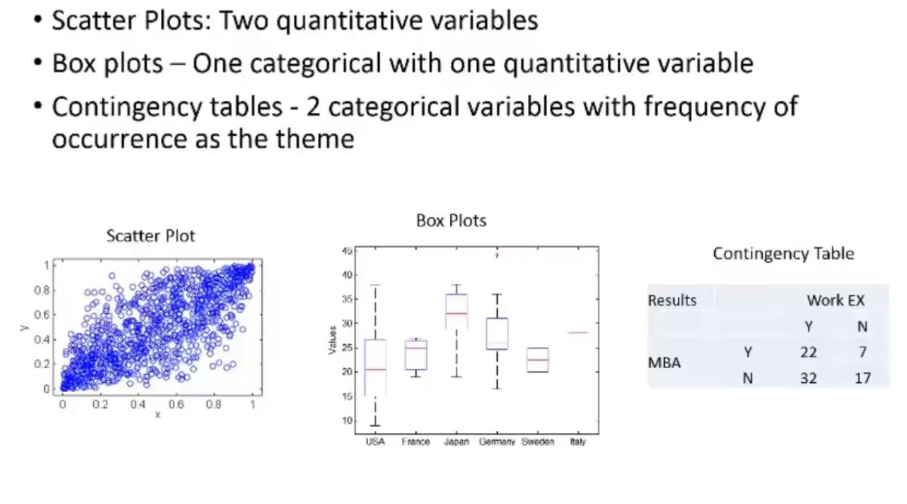 • Scatter Plots: Two quantitative variables
• Box plots – One categorical with one quantitative variable
• Contingency tables - 2 categorical variables with frequency of
occurrence as the theme
Scatter Plot
1
0.8
0.6
0.4
0.2
0
y
0 0.2 0.4 0.6 0.8 1
x
Box Plots
45
40
35
30
25
20
15
10
Values
USA France Japan Germany Sweden Italy
Contingency Table
Results Work EX
Y N
MBA Y 22 7
N 32 17